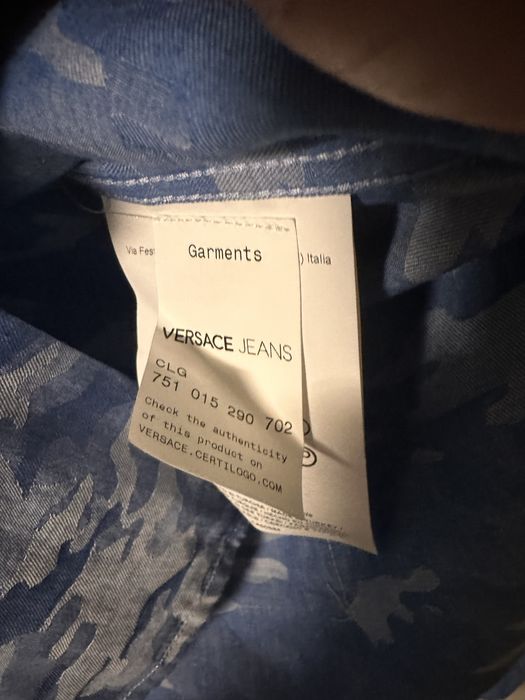 Garments
Via
) Italia
VERSACE JEANS
CLG
751 015 290 702
Check the authenticity
of this product on
VERSACE.CERTILOGO.COM